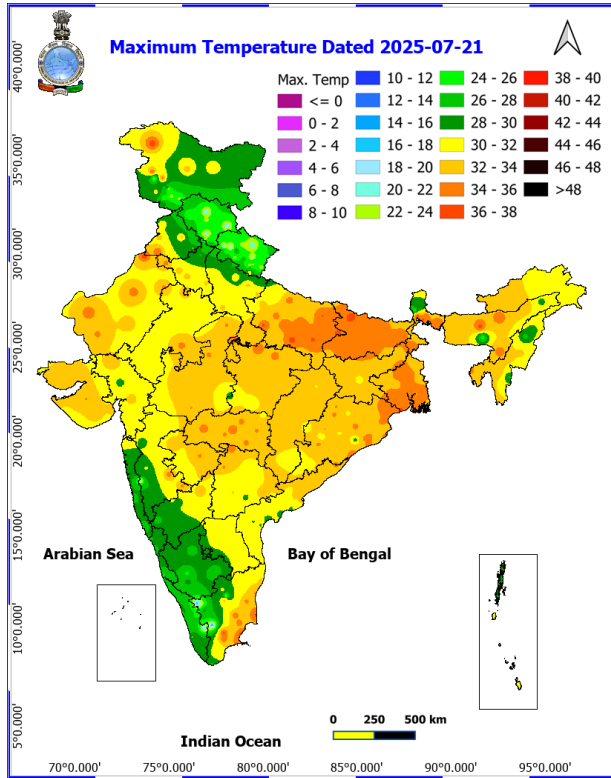 Maximum Temperature Dated 2025-07-21
Max. Temp
<= 0
0 - 2
2 - 4
4 - 6
6 - 8
8 - 10
10 - 12
12 - 14
14 - 16
16 - 18
18 - 20
20 - 22
22 - 24
24 - 26
26 - 28
28 - 30
30 - 32
32 - 34
34 - 36
36 - 38
38 - 40
40 - 42
42 - 44
44 - 46
46 - 48
>48
40°0.000'
35°0.000'
30°0.000'
25°0.000'
20°0.000'
15°0.000'
10°0.000'
5°0.000'
Arabian Sea
Bay of Bengal
Indian Ocean
0 250 500 km
70°0.000' 75°0.000' 80°0.000' 85°0.000' 90°0.000' 95°0.000'